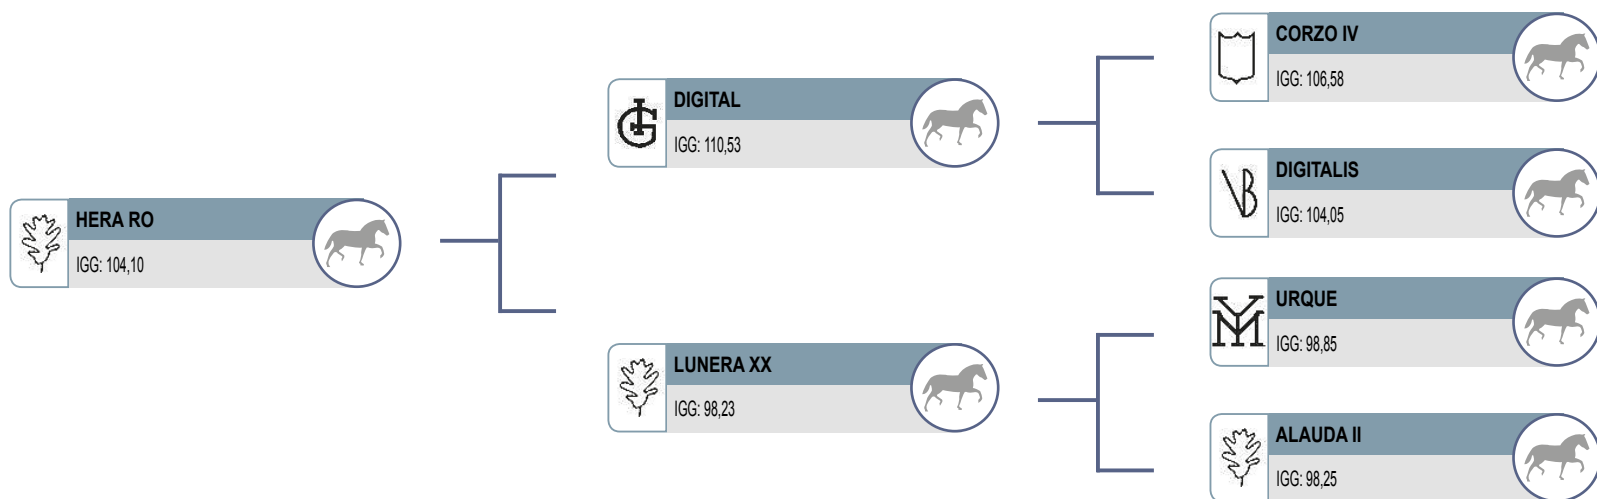 HERA RO
IGG: 104,10
DIGITAL
IGG: 110,53
LUNERA XX
IGG: 98,23
CORZO IV
IGG: 106,58
DIGITALIS
IGG: 104,05
URQUE
IGG: 98,85
ALAUDA II
IGG: 98,25